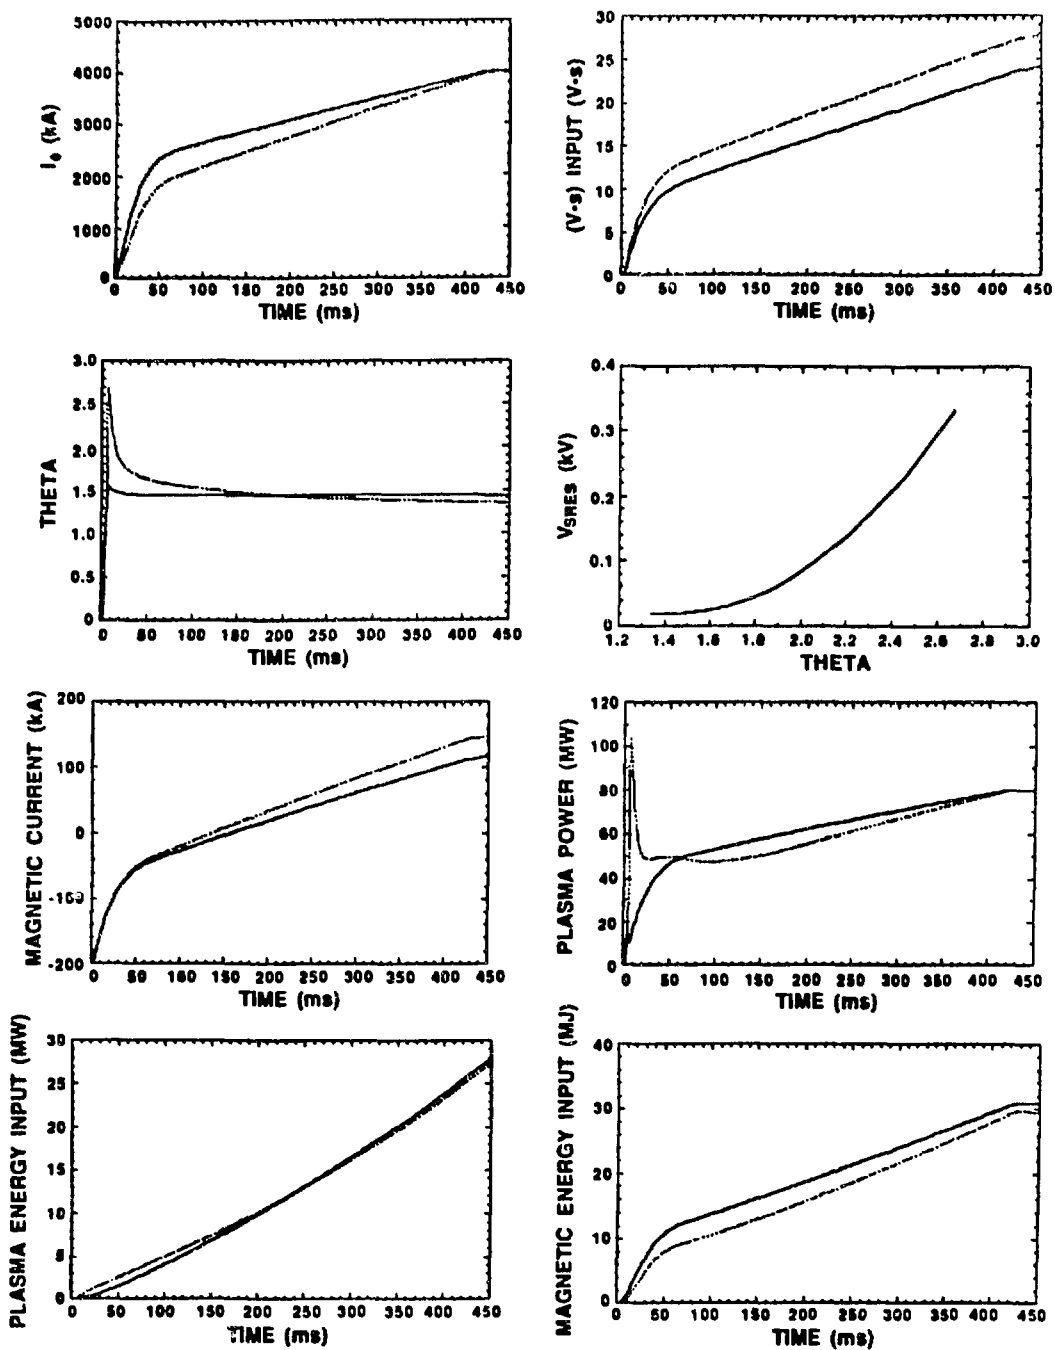 5000
4000
3000
2000
1000
0
I_ϕ (kA)
0 50 100 150 200 250 300 350 400 450
TIME (ms)
30
25
20
15
10
5
0
(V•s) INPUT (V•s)
0 50 100 150 200 250 300 350 400 450
TIME (ms)
3.0
2.5
2.0
1.5
1.0
0.5
0
THETA
0 50 100 150 200 250 300 350 400 450
TIME (ms)
0.4
0.3
0.2
0.1
0
V_SRES (kV)
1.2 1.4 1.6 1.8 2.0 2.2 2.4 2.6 2.8 3.0
THETA
200
100
0
-100
-200
MAGNETIC CURRENT (kA)
0 50 100 150 200 250 300 350 400 450
TIME (ms)
120
100
80
60
40
20
0
PLASMA POWER (MW)
0 50 100 150 200 250 300 350 400 450
TIME (ms)
30
25
20
15
10
5
0
PLASMA ENERGY INPUT (MW)
0 50 100 150 200 250 300 350 400 450
TIME (ms)
40
30
20
10
0
MAGNETIC ENERGY INPUT (MJ)
0 50 100 150 200 250 300 350 400 450
TIME (ms)